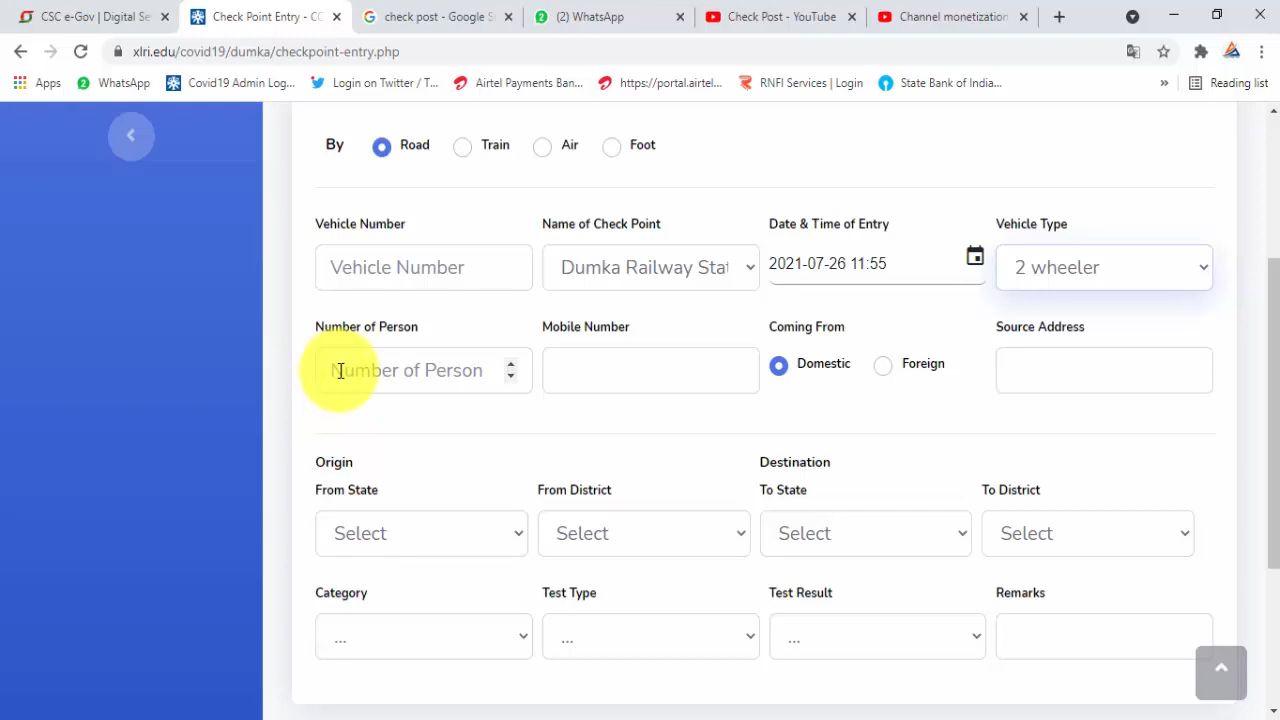 CSC e-Gov | Digital Se
Check Point Entry - CC
check post - Google S
(2) WhatsApp
Check Post - YouTube
Channel monetization
xlri.edu/covid19/dumka/checkpoint-entry.php
Apps
WhatsApp
Covid19 Admin Log...
Login on Twitter / T...
Airtel Payments Ban...
https://portal.airtel...
RNFI Services | Login
State Bank of India...
»
Reading list
By Road Train Air Foot
Vehicle Number Name of Check Point Date & Time of Entry Vehicle Type
Vehicle Number Dumka Railway Stat 2021-07-26 11:55 2 wheeler
Number of Person Mobile Number Coming From Source Address
Number of Person Domestic Foreign
Origin Destination
From State From District To State To District
Select Select Select Select
Category Test Type Test Result Remarks
... ... ...